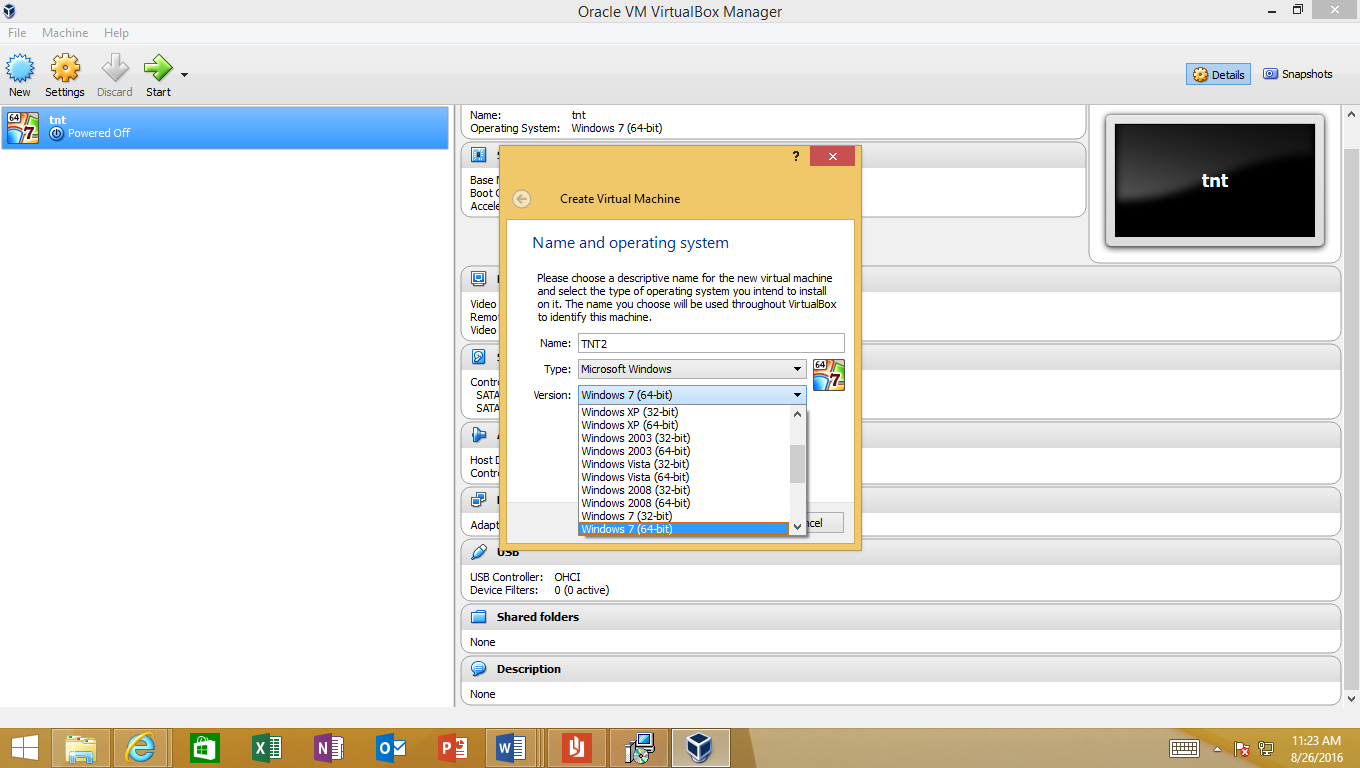 Oracle VM VirtualBox Manager
File Machine Help
New Settings Discard Start
Details Snapshots
64 7 tnt
Powered Off
Name: tnt
Operating System: Windows 7 (64-bit)
Base
Boot
Accele
tnt
?
Create Virtual Machine
Name and operating system
Please choose a descriptive name for the new virtual machine
and select the type of operating system you intend to install
on it. The name you choose will be used throughout VirtualBox
to identify this machine.
Name: TNT2
Type: Microsoft Windows
64 7
Version: Windows 7 (64-bit)
Windows XP (32-bit)
Windows XP (64-bit)
Windows 2003 (32-bit)
Windows 2003 (64-bit)
Windows Vista (32-bit)
Windows Vista (64-bit)
Windows 2008 (32-bit)
Windows 2008 (64-bit)
Windows 7 (32-bit)
Windows 7 (64-bit)
ncel
Video
Remot
Video
Contro
SATA
SATA
Host D
Contro
Adapt
USB
USB Controller: OHCI
Device Filters: 0 (0 active)
Shared folders
None
Description
None
11:23 AM
8/26/2016